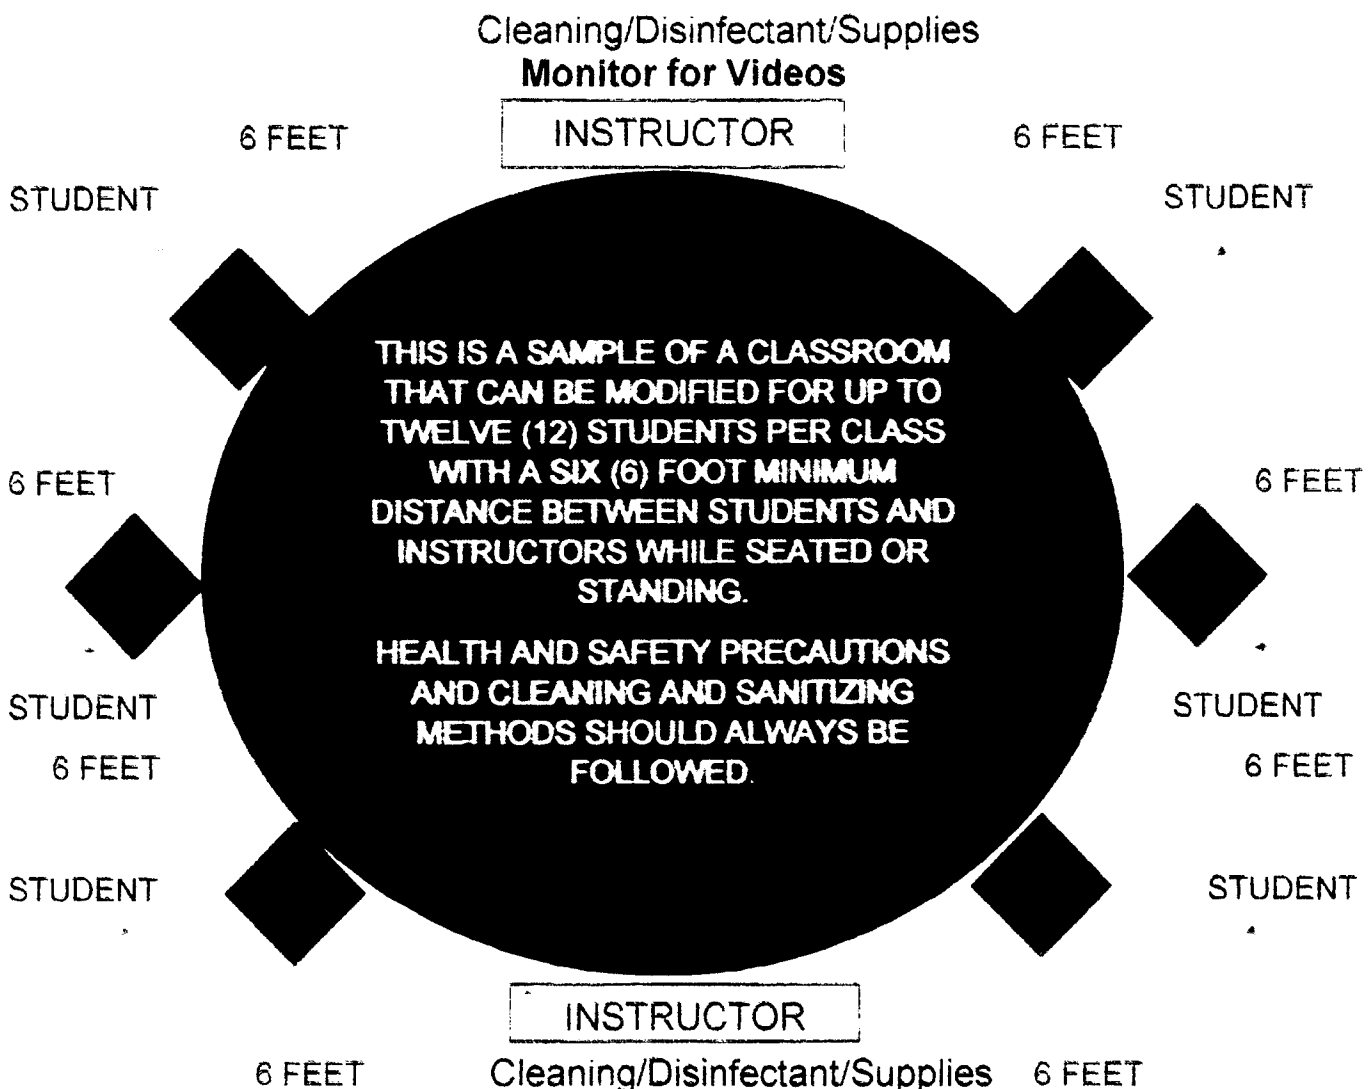 Cleaning/Disinfectant/Supplies
Monitor for Videos
INSTRUCTOR
6 FEET
6 FEET
STUDENT
STUDENT
THIS IS A SAMPLE OF A CLASSROOM
THAT CAN BE MODIFIED FOR UP TO
TWELVE (12) STUDENTS PER CLASS
WITH A SIX (6) FOOT MINIMUM
DISTANCE BETWEEN STUDENTS AND
INSTRUCTORS WHILE SEATED OR
STANDING.
HEALTH AND SAFETY PRECAUTIONS
AND CLEANING AND SANITIZING
METHODS SHOULD ALWAYS BE
FOLLOWED.
6 FEET
6 FEET
STUDENT
STUDENT
6 FEET
6 FEET
STUDENT
STUDENT
INSTRUCTOR
6 FEET
Cleaning/Disinfectant/Supplies
6 FEET